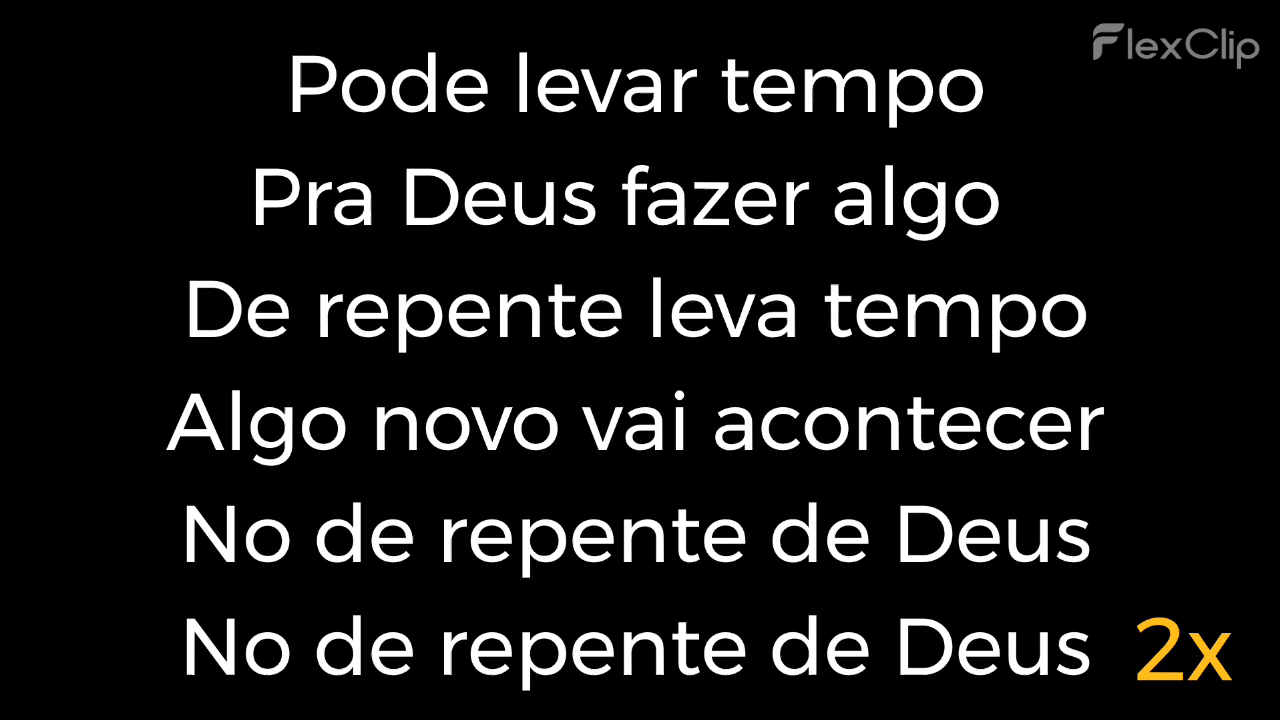 FlexClip
Pode levar tempo
Pra Deus fazer algo
De repente leva tempo
Algo novo vai acontecer
No de repente de Deus
No de repente de Deus 2x